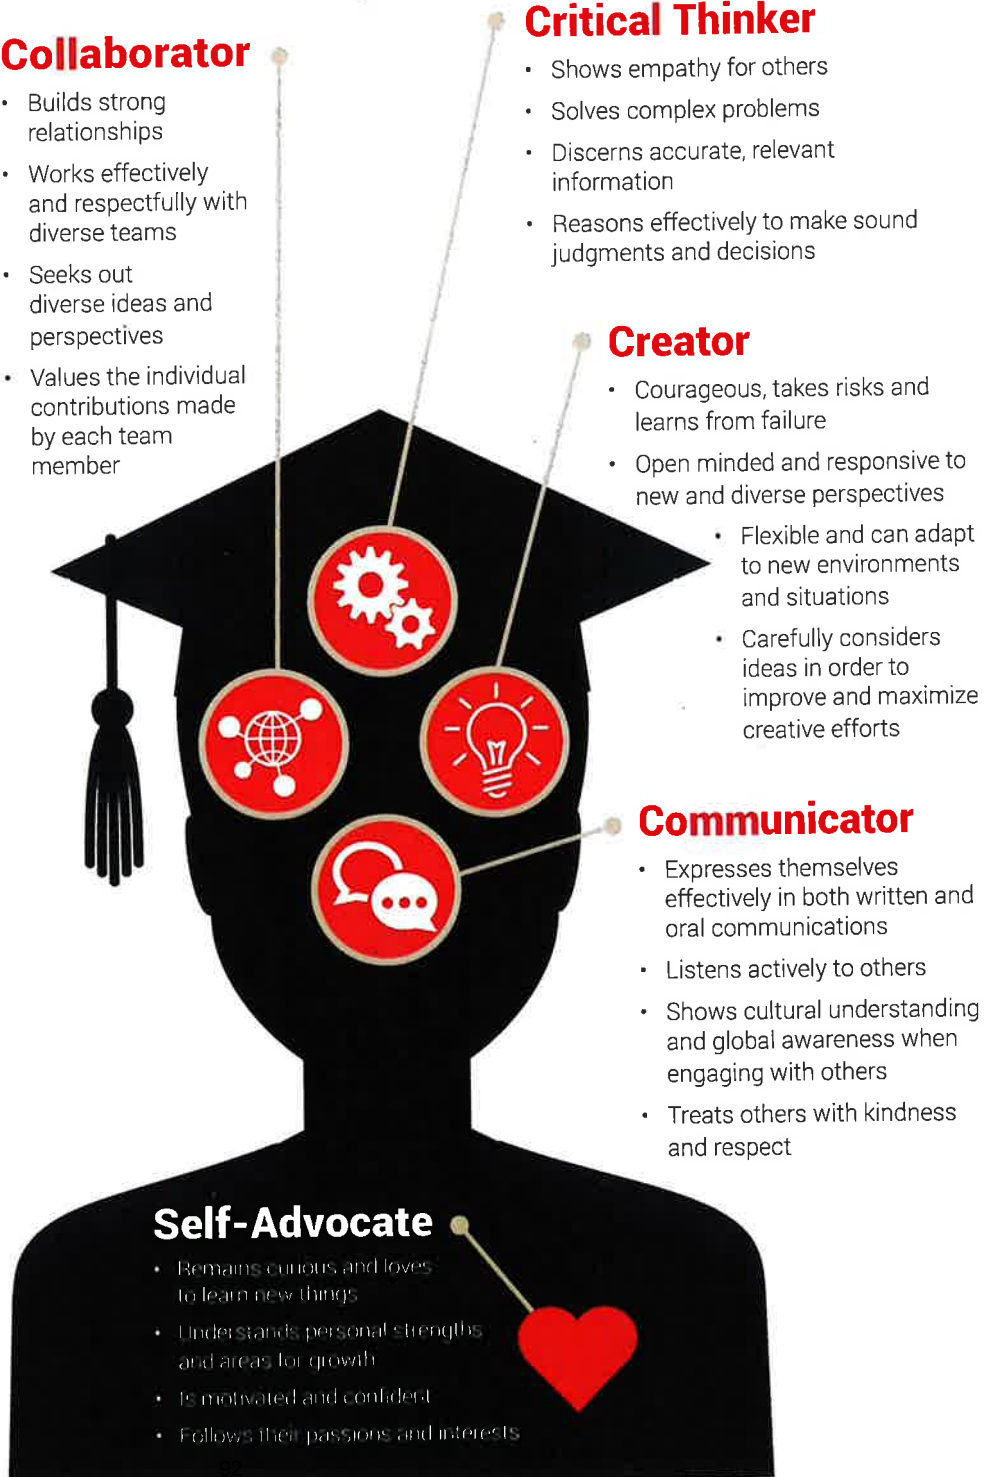 Collaborator
• Builds strong
relationships
• Works effectively
and respectfully with
diverse teams
• Seeks out
diverse ideas and
perspectives
• Values the individual
contributions made
by each team
member
Critical Thinker
• Shows empathy for others
• Solves complex problems
• Discerns accurate, relevant
information
• Reasons effectively to make sound
judgments and decisions
Creator
• Courageous, takes risks and
learns from failure
• Open minded and responsive to
new and diverse perspectives
• Flexible and can adapt
to new environments
and situations
• Carefully considers
ideas in order to
improve and maximize
creative efforts
Communicator
• Expresses themselves
effectively in both written and
oral communications
• Listens actively to others
• Shows cultural understanding
and global awareness when
engaging with others
• Treats others with kindness
and respect
Self-Advocate
• Remains curious and loves
to learn new things
• Understands personal strengths
and areas for growth
• Is motivated and confident
• Follows their passions and interests
92